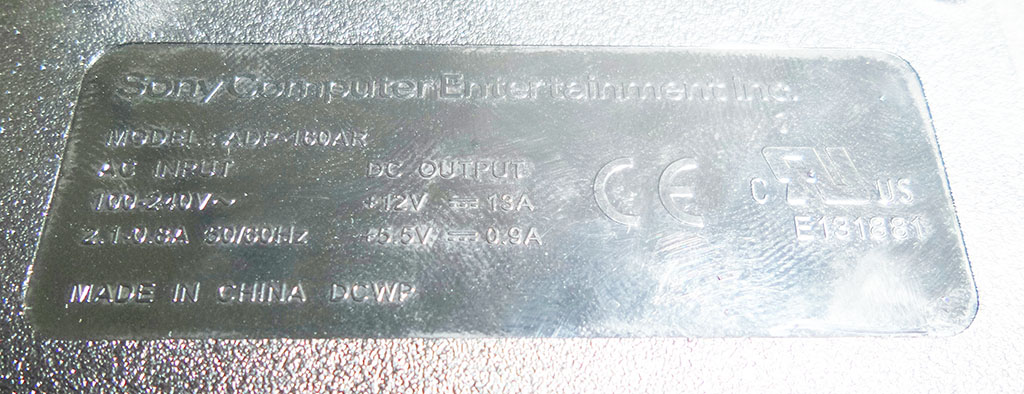 Sony Computer Entertainment Inc.
MODEL : ADP-160AR
AC INPUT DC OUTPUT
100-240V~ +12V ⎓ 13A
2.1-0.8A 50/60Hz +5.5V ⎓ 0.9A
CE
C RU US
E131881
MADE IN CHINA DCWP